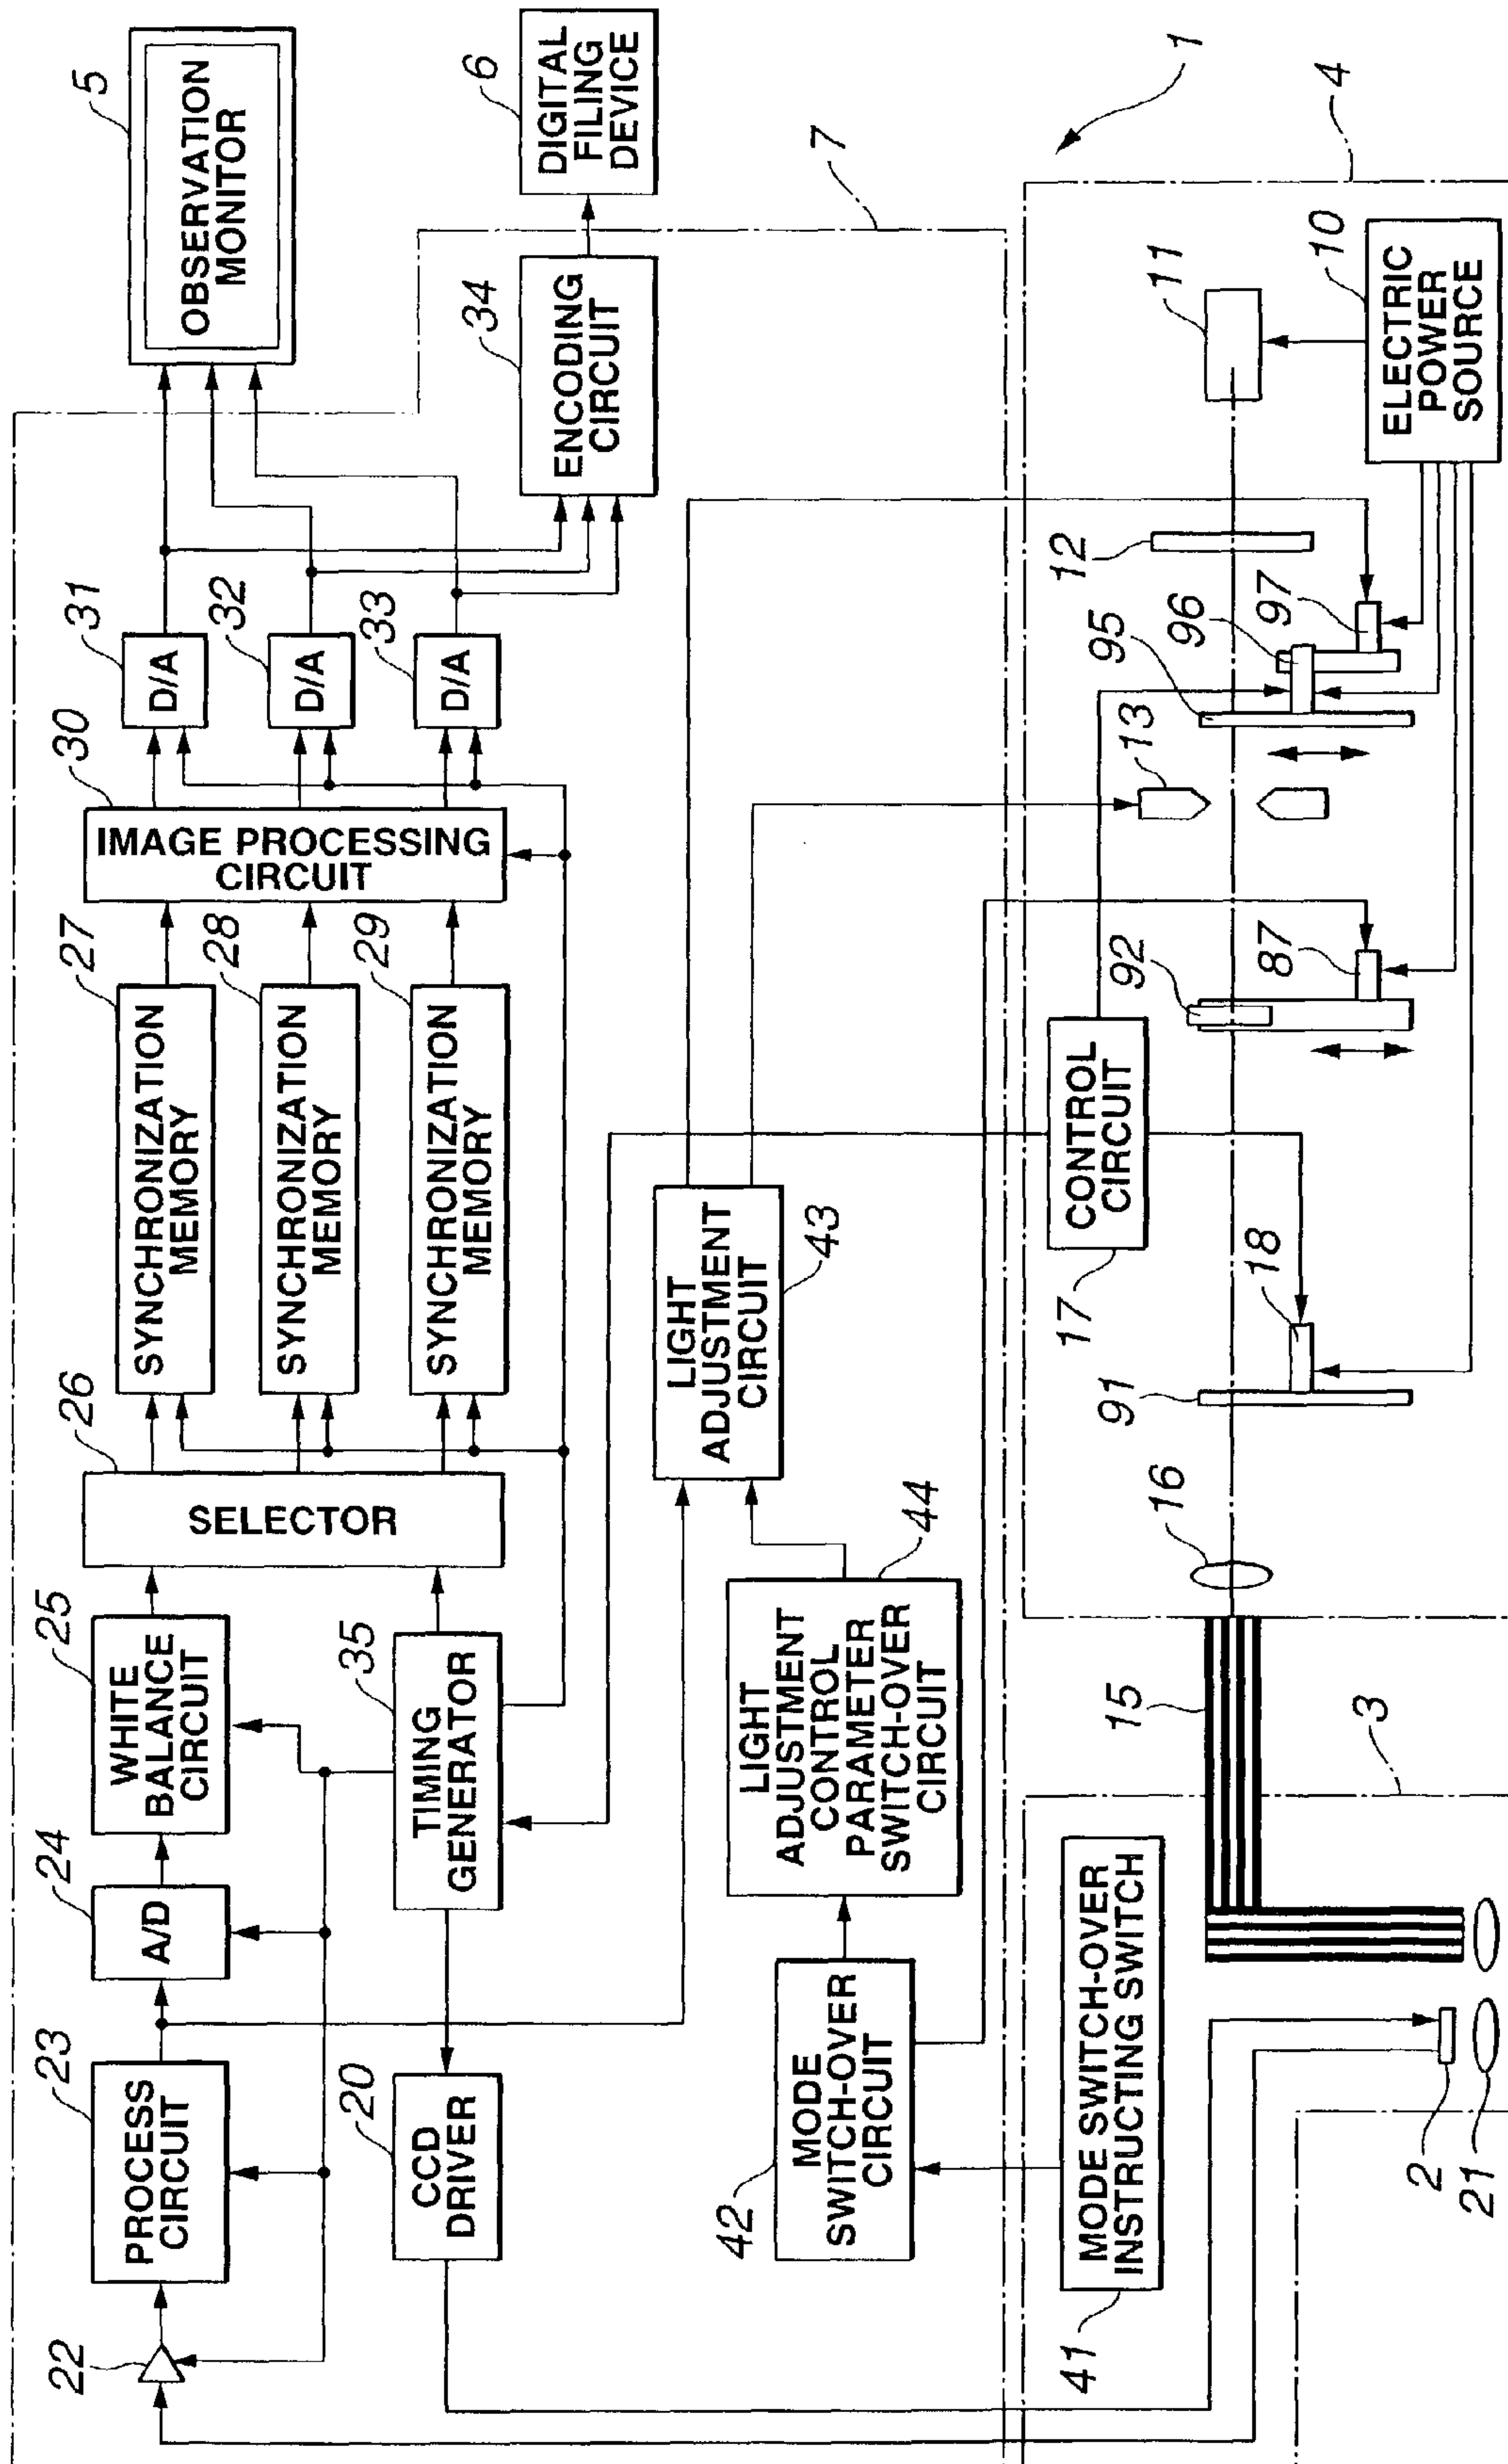 22
23
PROCESS
CIRCUIT
24
A/D
25
WHITE
BALANCE
CIRCUIT
26
SELECTOR
27
SYNCHRONIZATION
MEMORY
28
SYNCHRONIZATION
MEMORY
29
SYNCHRONIZATION
MEMORY
30
IMAGE PROCESSING
CIRCUIT
31
D/A
32
D/A
33
D/A
5
OBSERVATION
MONITOR
20
CCD
DRIVER
35
TIMING
GENERATOR
34
ENCODING
CIRCUIT
6
DIGITAL
FILING
DEVICE
42
MODE
SWITCH-OVER
CIRCUIT
44
LIGHT
ADJUSTMENT
CONTROL
PARAMETER
SWITCH-OVER
CIRCUIT
43
LIGHT
ADJUSTMENT
CIRCUIT
7
1
41
MODE SWITCH-OVER
INSTRUCTING SWITCH
2
21
15
3
16
91
18
17
CONTROL
CIRCUIT
92
87
13
95
96
97
12
11
10
ELECTRIC
POWER
SOURCE
4